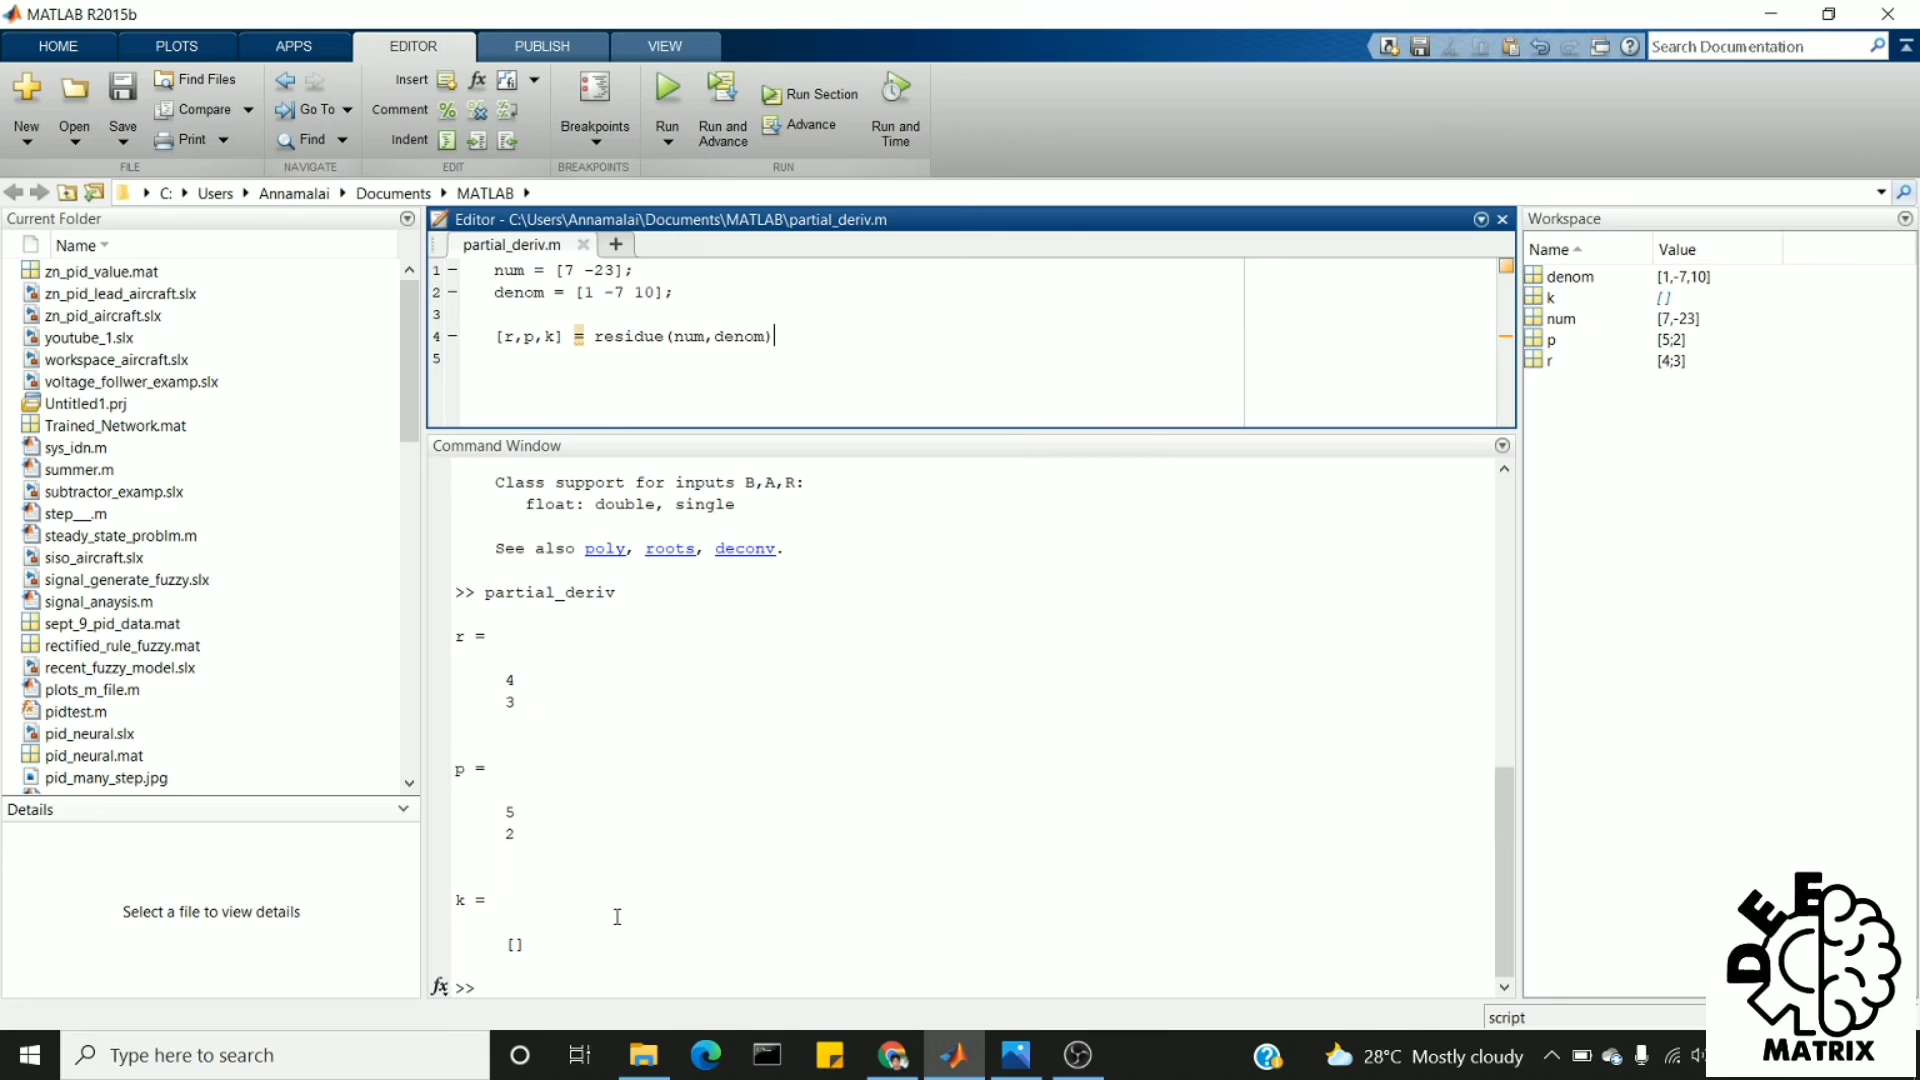 MATLAB R2015b
HOME
PLOTS
APPS
EDITOR
PUBLISH
VIEW
Search Documentation
New
Open
Save
Find Files
Compare
Print
FILE
Go To
Find
NAVIGATE
Insert
fx
Comment
Indent
EDIT
Breakpoints
BREAKPOINTS
Run
Run and
Advance
Run Section
Advance
Run and
Time
RUN
C: Users Annamalai Documents MATLAB
Current Folder
Name
zn_pid_value.mat
zn_pid_lead_aircraft.slx
zn_pid_aircraft.slx
youtube_1.slx
workspace_aircraft.slx
voltage_follwer_examp.slx
Untitled1.prj
Trained_Network.mat
sys_idn.m
summer.m
subtractor_examp.slx
step__.m
steady_state_problm.m
siso_aircraft.slx
signal_generate_fuzzy.slx
signal_anaysis.m
sept_9_pid_data.mat
rectified_rule_fuzzy.mat
recent_fuzzy_model.slx
plots_m_file.m
pidtest.m
pid_neural.slx
pid_neural.mat
pid_many_step.jpg
Details
Select a file to view details
Editor - C:\Users\Annamalai\Documents\MATLAB\partial_deriv.m
partial_deriv.m
1 num = [7 -23];
2 denom = [1 -7 10];
3
4 [r,p,k] = residue(num,denom)
5
Command Window
Class support for inputs B,A,R:
float: double, single
See also poly, roots, deconv.
>> partial_deriv
r =
4
3
p =
5
2
k =
[]
fx >>
Workspace
Name Value
denom [1,-7,10]
k []
num [7,-23]
p [5;2]
r [4;3]
script
DEE
MATRIX
Type here to search
28°C Mostly cloudy